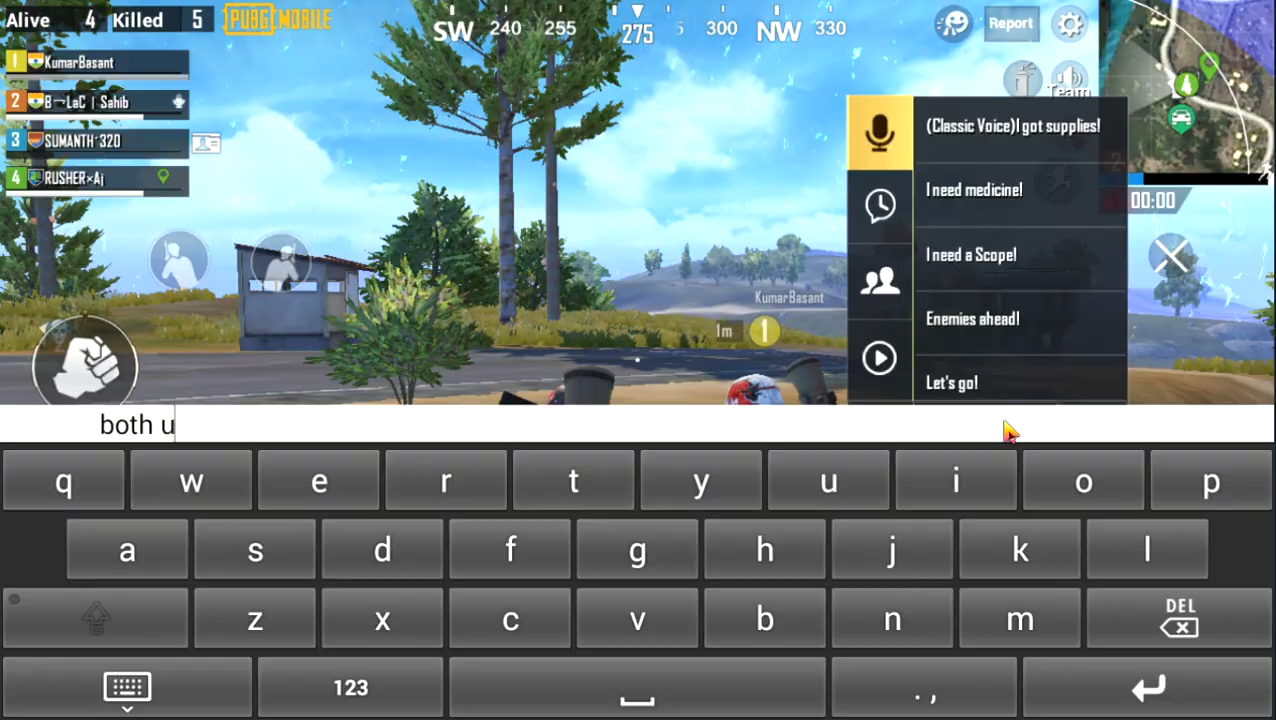 Alive 4 Killed 5 PUBG MOBILE
SW 240 255 275 300 NW 330
Report
1 KumarBasant
2 B→LaC | Sahib
3 SUMANTH 320
4 RUSHER×Aj
Team
4
00:00
(Classic Voice)I got supplies!
I need medicine!
I need a Scope!
Enemies ahead!
Let's go!
KumarBasant
1m 1
both u
q w e r t y u i o p
a s d f g h j k l
z x c v b n m DEL
123 . ,